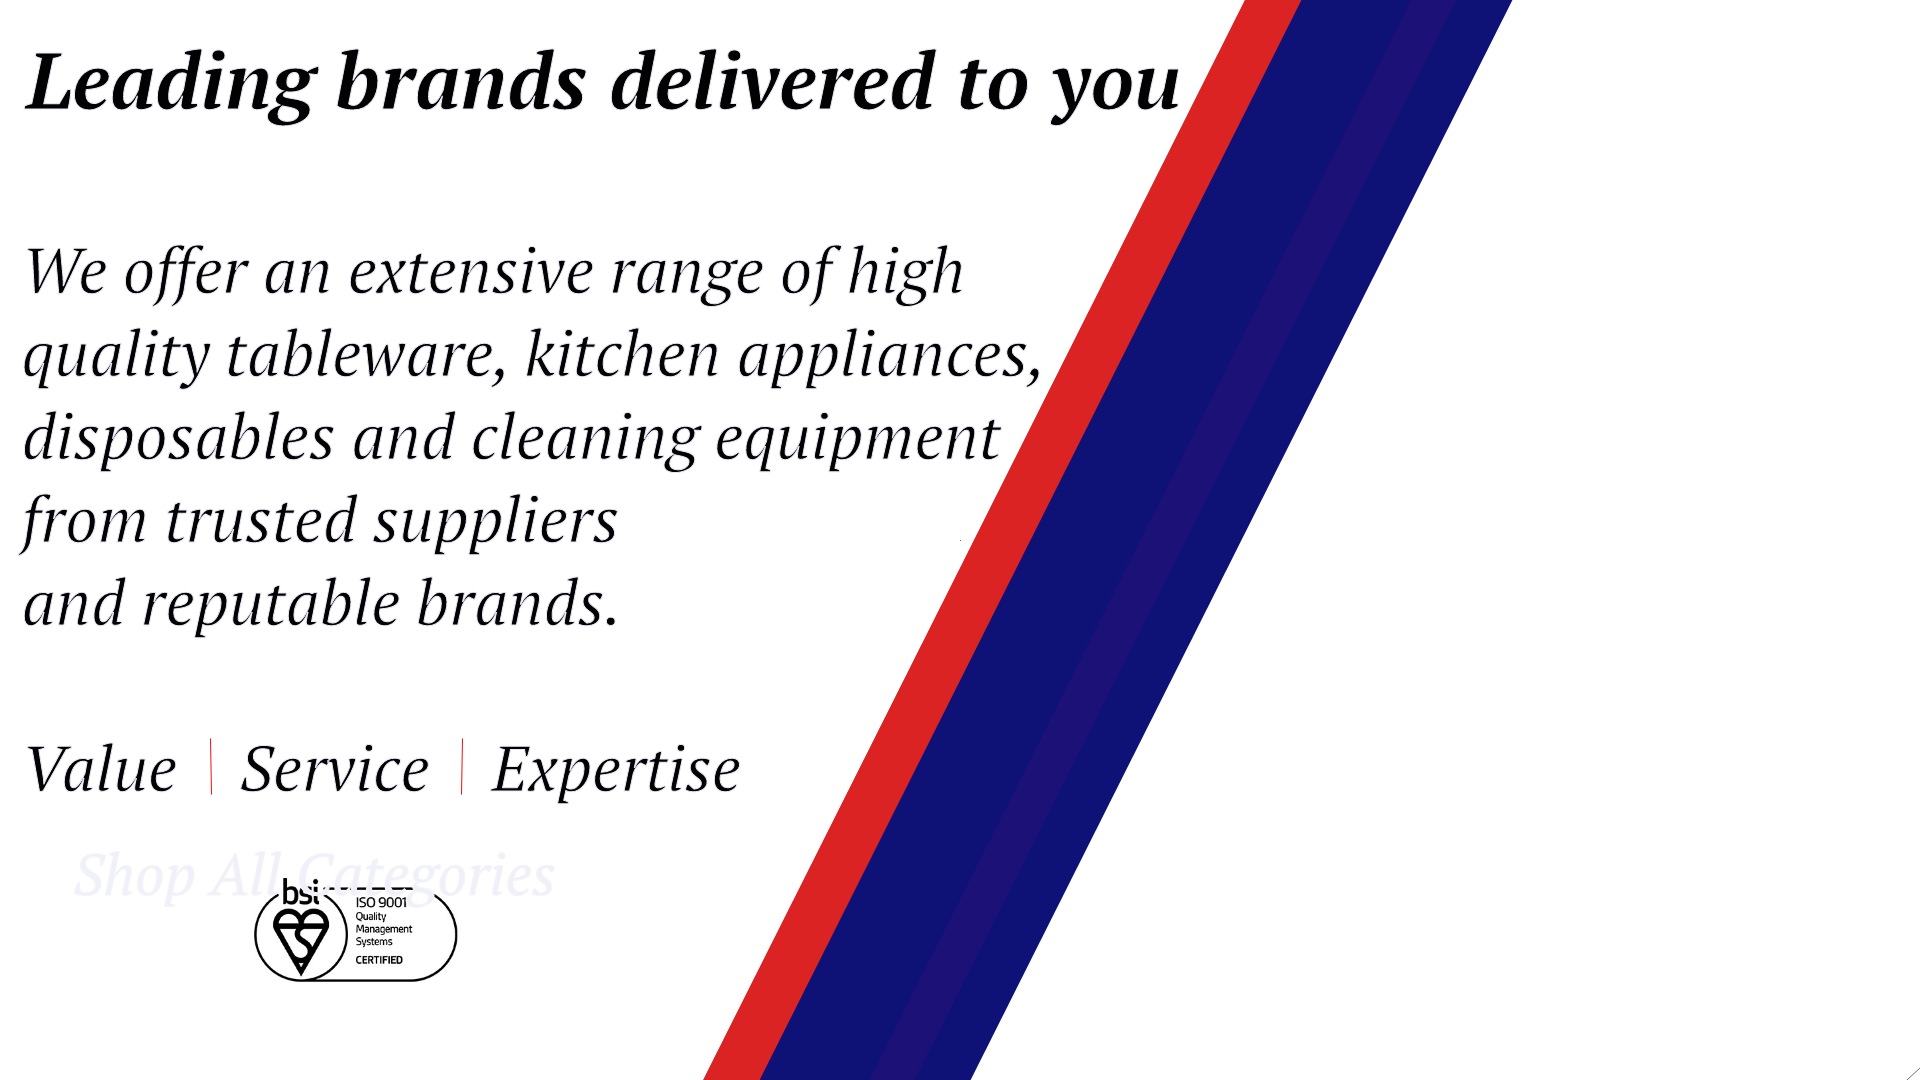 Leading brands delivered to you
We offer an extensive range of high
quality tableware, kitchen appliances,
disposables and cleaning equipment
from trusted suppliers
and reputable brands.
Value | Service | Expertise
Shop All Categories
bsi
ISO 9001
Quality
Management
Systems
CERTIFIED